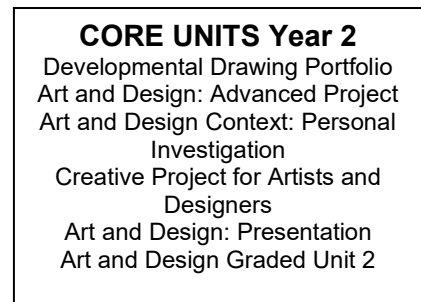 CORE UNITS Year 2
Developmental Drawing Portfolio
Art and Design: Advanced Project
Art and Design Context: Personal
Investigation
Creative Project for Artists and
Designers
Art and Design: Presentation
Art and Design Graded Unit 2